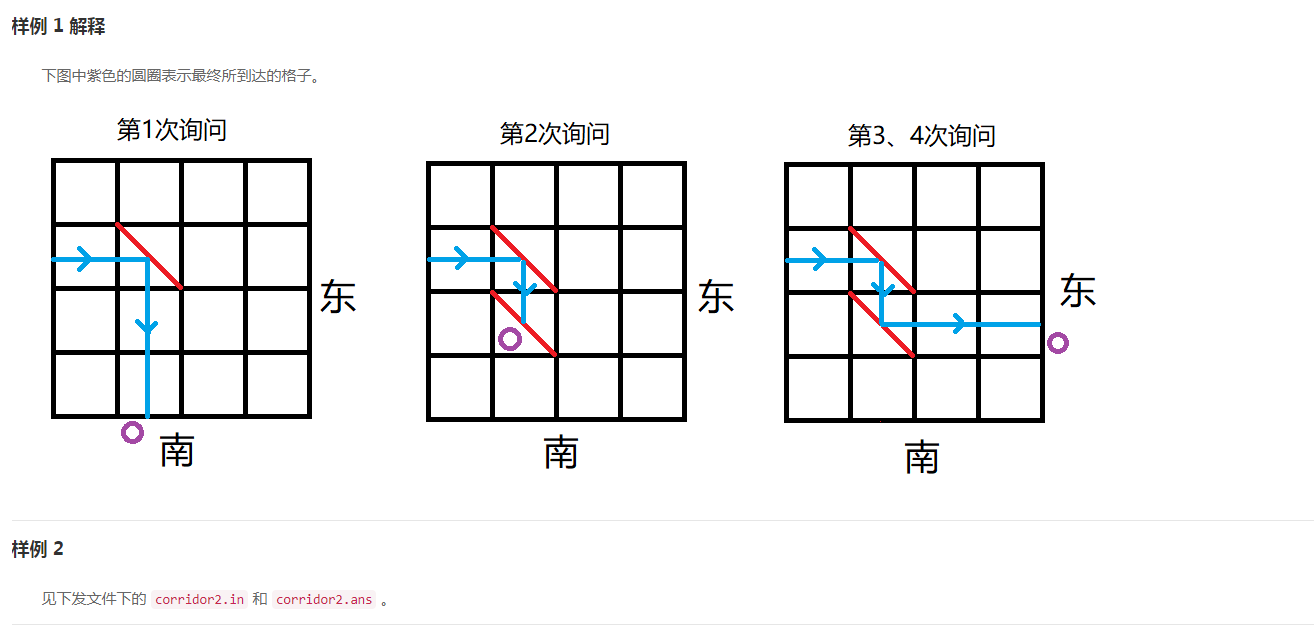 样例 1 解释
下图中紫色的圆圈表示最终所到达的格子。
第1次询问
第2次询问
第3、4次询问
东
东
东
南
南
南
样例 2
见下发文件下的 corridor2.in 和 corridor2.ans 。